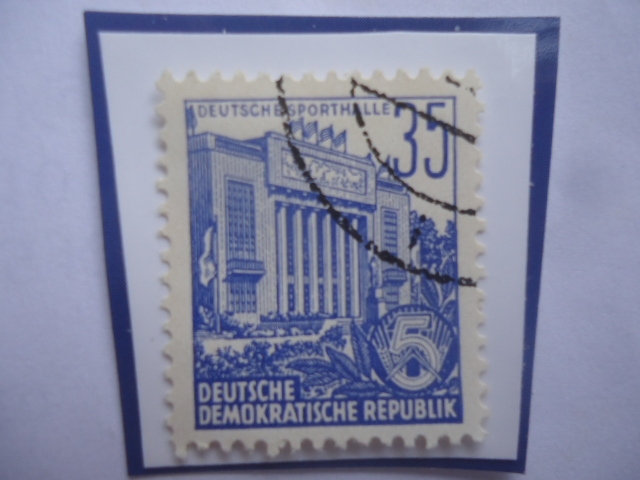 DEUTSCHE SPORTHALLE
35
5
DEUTSCHE
DEMOKRATISCHE REPUBLIK